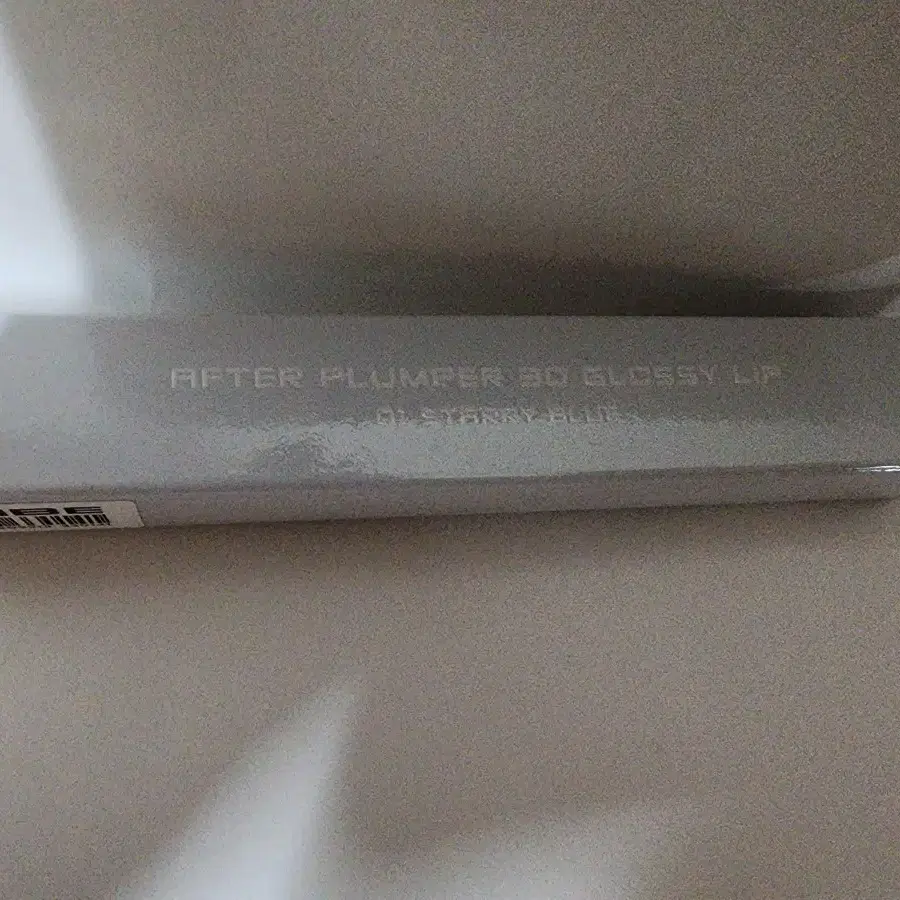 AFTER PLUMPER 3D GLOSSY LIP
01 STARRY BLUE